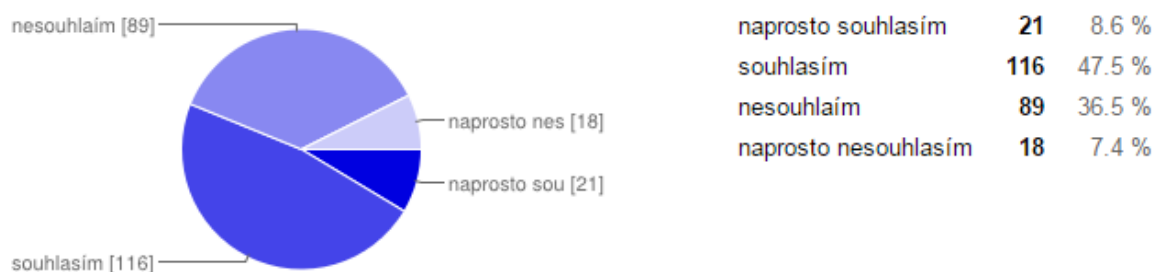 nesouhlaím [89]
naprosto nes [18]
naprosto sou [21]
souhlasím [116]
naprosto souhlasím 21 8.6 %
souhlasím 116 47.5 %
nesouhlaím 89 36.5 %
naprosto nesouhlasím 18 7.4 %